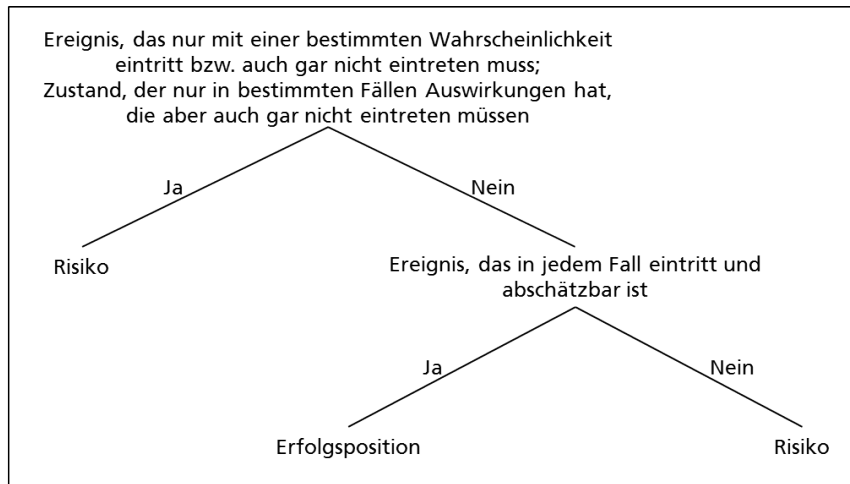 Ereignis, das nur mit einer bestimmten Wahrscheinlichkeit
eintritt bzw. auch gar nicht eintreten muss;
Zustand, der nur in bestimmten Fällen Auswirkungen hat,
die aber auch gar nicht eintreten müssen
Ja
Nein
Risiko
Ereignis, das in jedem Fall eintritt und
abschätzbar ist
Ja
Nein
Erfolgsposition
Risiko